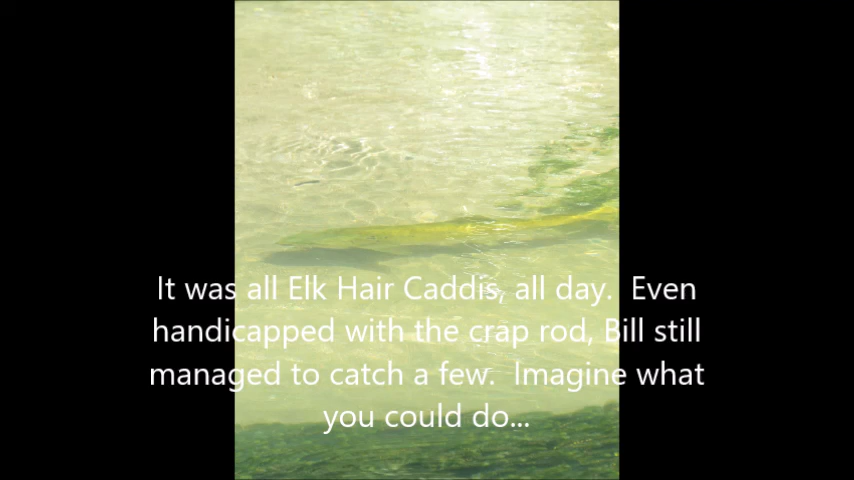 It was all Elk Hair Caddis, all day.  Even
handicapped with the crap rod, Bill still
managed to catch a few.  Imagine what
you could do...